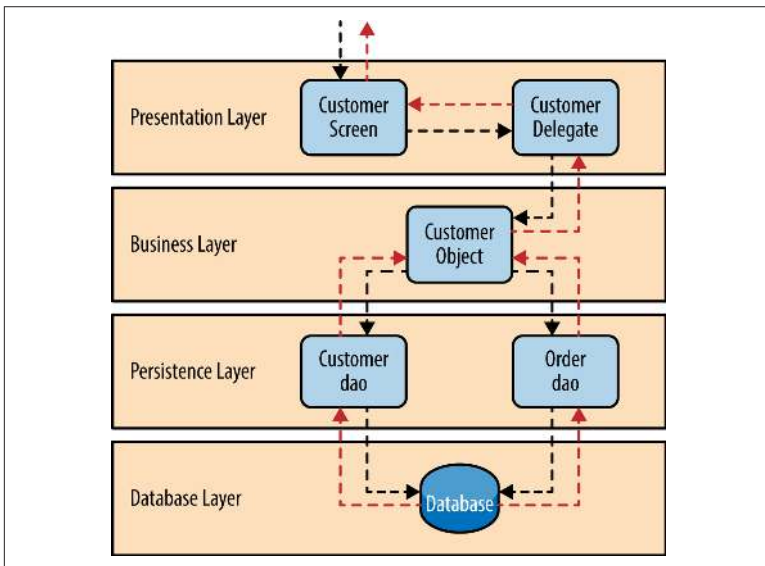 Presentation Layer
Customer
Screen
Customer
Delegate
Business Layer
Customer
Object
Persistence Layer
Customer
dao
Order
dao
Database Layer
Database